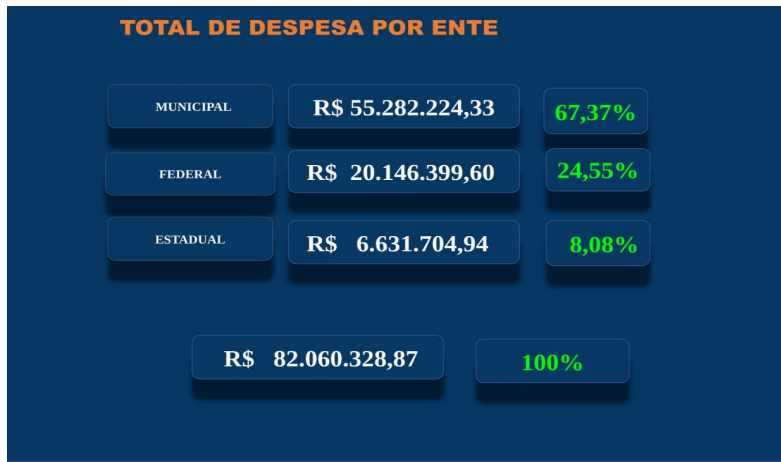 TOTAL DE DESPESA POR ENTE
MUNICIPAL R$ 55.282.224,33 67,37%
FEDERAL R$ 20.146.399,60 24,55%
ESTADUAL R$ 6.631.704,94 8,08%
R$ 82.060.328,87 100%